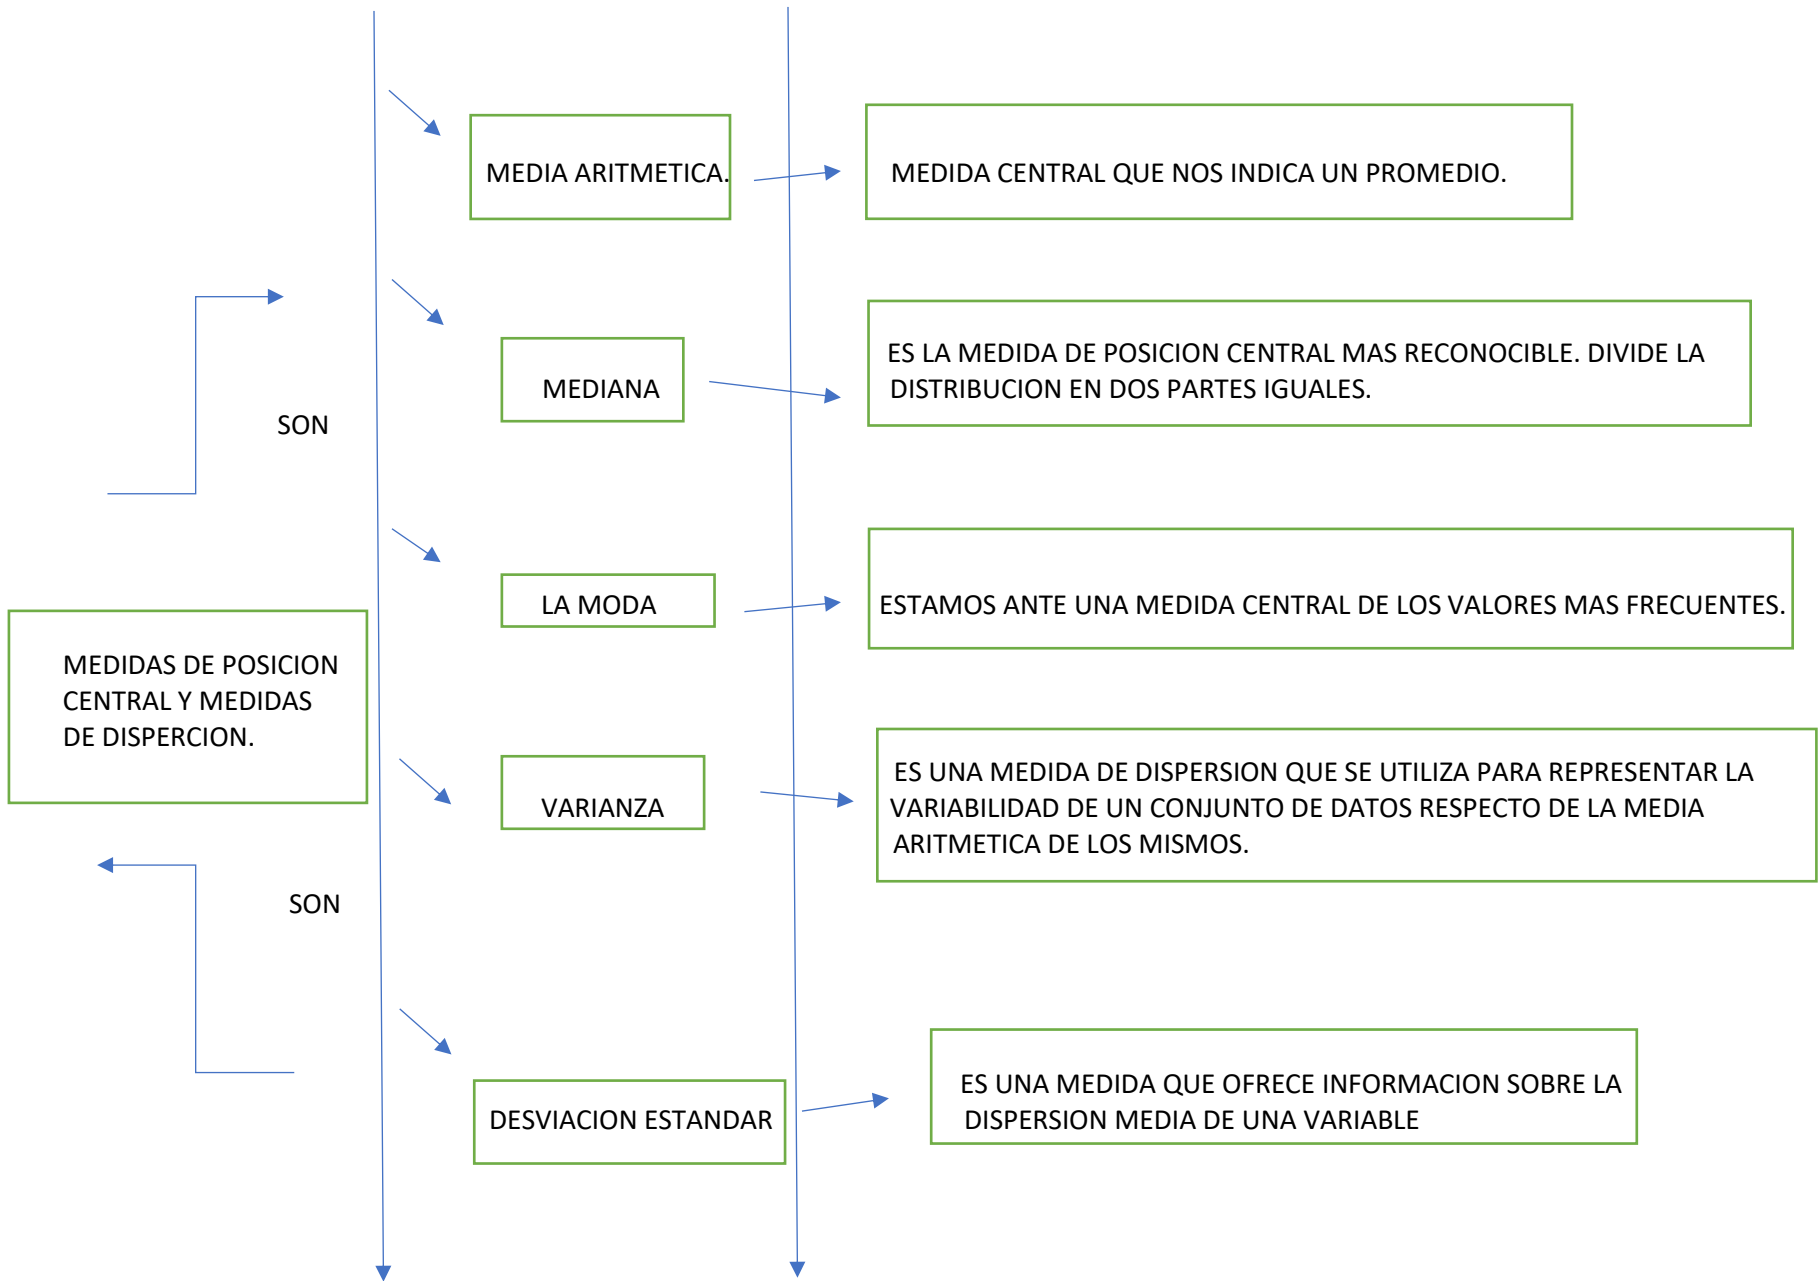 MEDIA ARITMETICA.
MEDIDA CENTRAL QUE NOS INDICA UN PROMEDIO.
MEDIANA
ES LA MEDIDA DE POSICION CENTRAL MAS RECONOCIBLE. DIVIDE LA
DISTRIBUCION EN DOS PARTES IGUALES.
SON
LA MODA
ESTAMOS ANTE UNA MEDIDA CENTRAL DE LOS VALORES MAS FRECUENTES.
MEDIDAS DE POSICION
CENTRAL Y MEDIDAS
DE DISPERCION.
VARIANZA
ES UNA MEDIDA DE DISPERSION QUE SE UTILIZA PARA REPRESENTAR LA
VARIABILIDAD DE UN CONJUNTO DE DATOS RESPECTO DE LA MEDIA
ARITMETICA DE LOS MISMOS.
SON
DESVIACION ESTANDAR
ES UNA MEDIDA QUE OFRECE INFORMACION SOBRE LA
DISPERSION MEDIA DE UNA VARIABLE